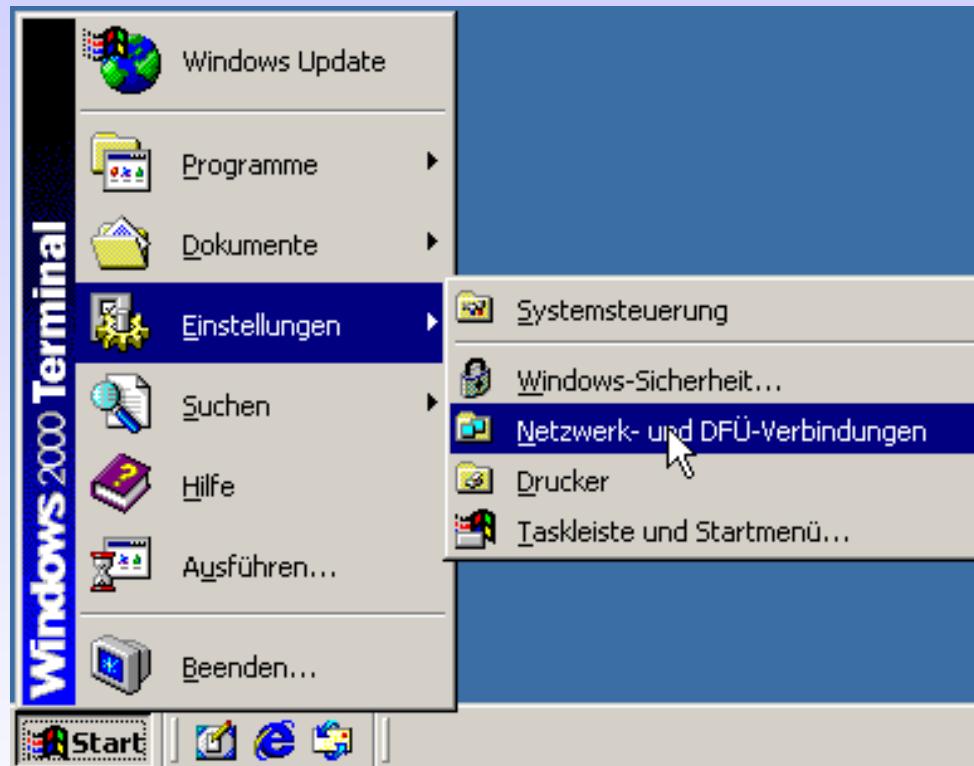 Windows Update
Programme
Dokumente
Einstellungen
Suchen
Hilfe
Ausführen...
Beenden...
Windows 2000 Terminal
Systemsteuerung
Windows-Sicherheit...
Netzwerk- und DFÜ-Verbindungen
Drucker
Taskleiste und Startmenü...
Start